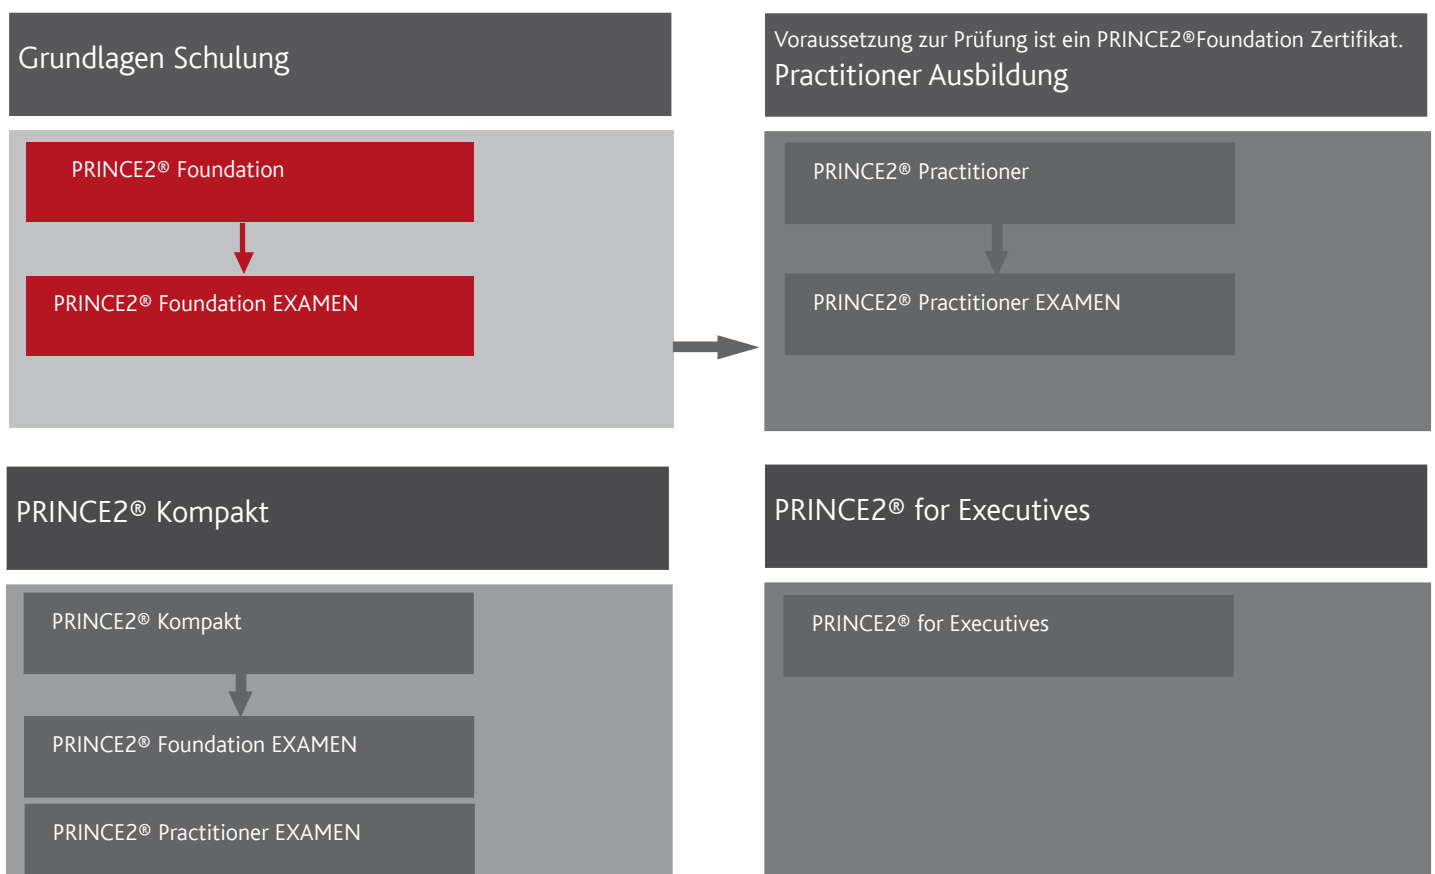 Grundlagen Schulung
PRINCE2® Foundation
PRINCE2® Foundation EXAMEN
Voraussetzung zur Prüfung ist ein PRINCE2®Foundation Zertifikat.
Practitioner Ausbildung
PRINCE2® Practitioner
PRINCE2® Practitioner EXAMEN
PRINCE2® Kompakt
PRINCE2® Kompakt
PRINCE2® Foundation EXAMEN
PRINCE2® Practitioner EXAMEN
PRINCE2® for Executives
PRINCE2® for Executives